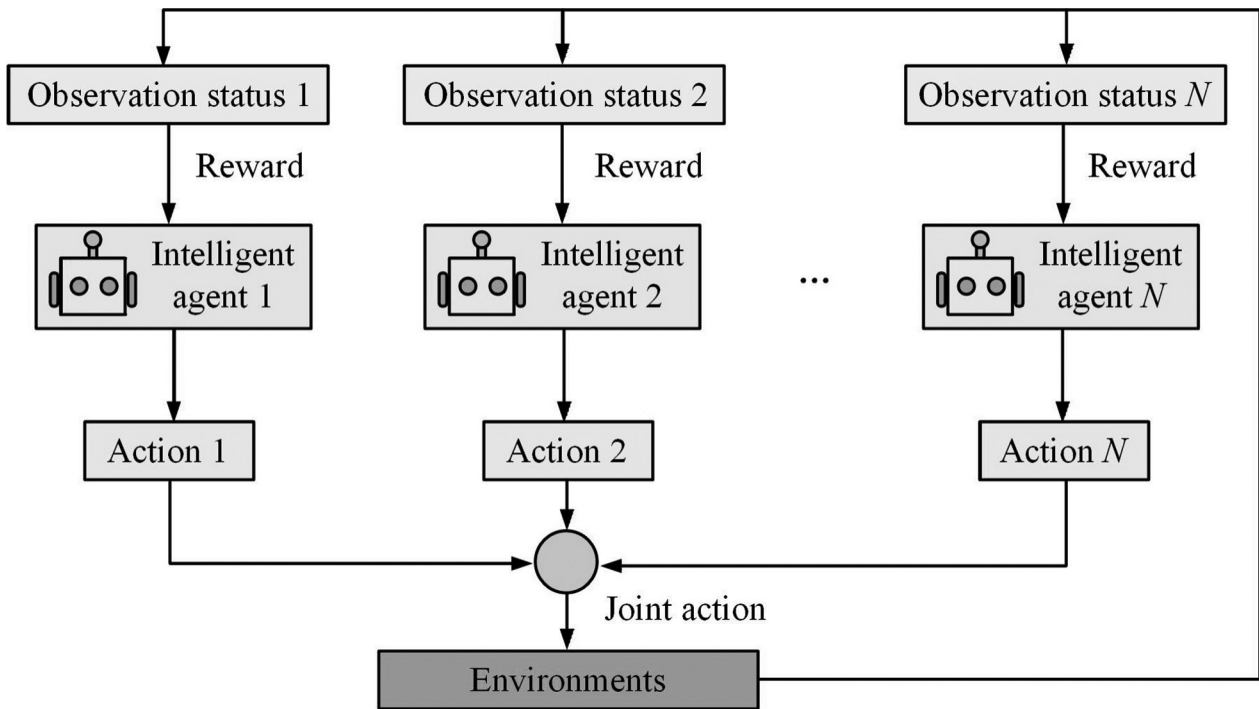 Observation status 1
Observation status 2
Observation status N
Reward
Reward
Reward
Intelligent
agent 1
Intelligent
agent 2
...
Intelligent
agent N
Action 1
Action 2
Action N
Joint action
Environments